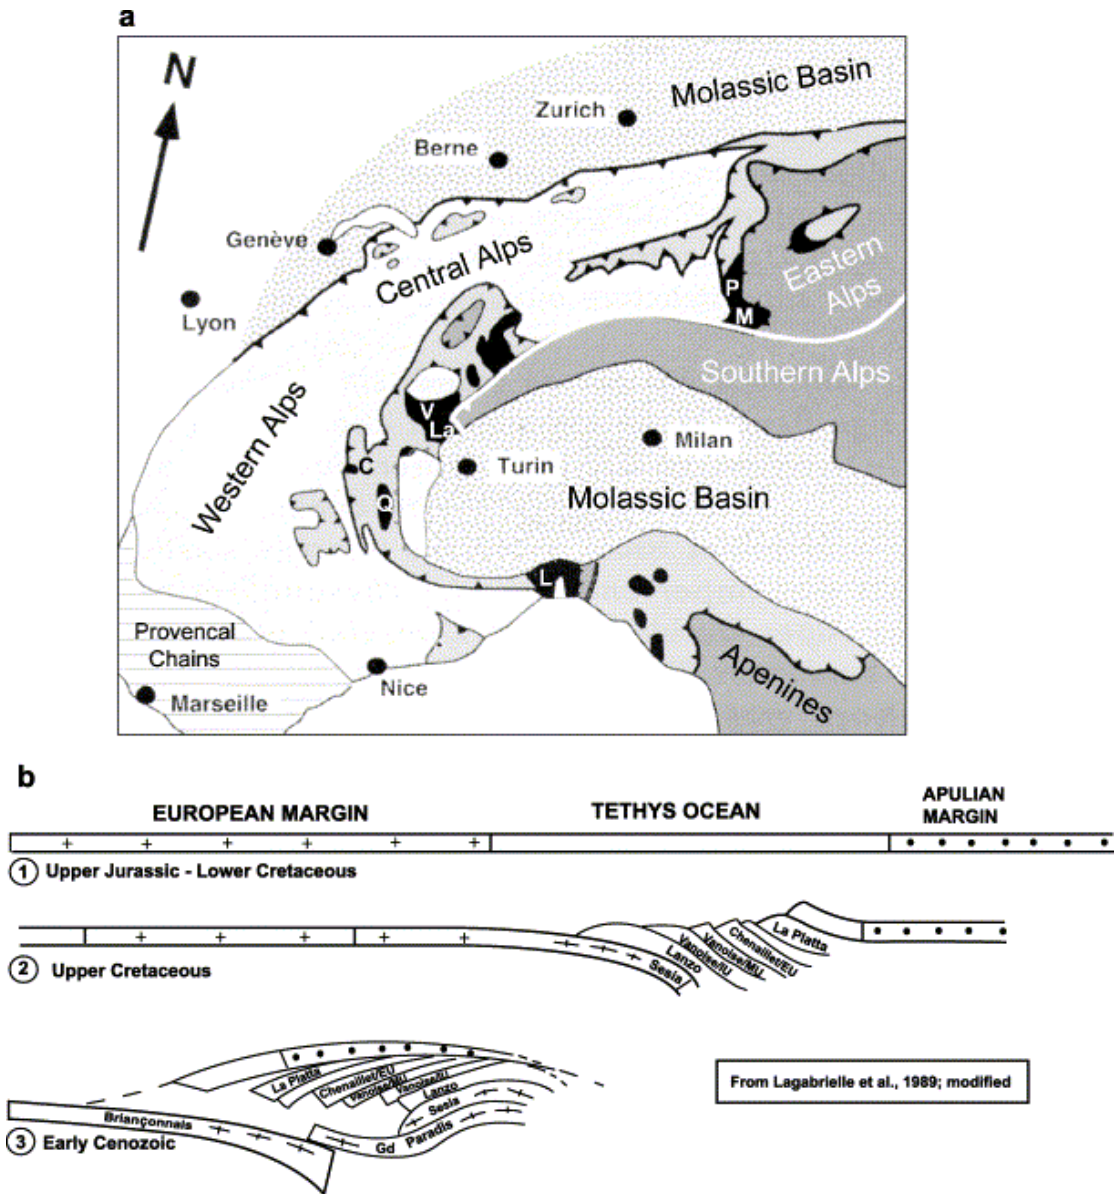 a
N
Molassic Basin
Zurich
Berne
Genève
Central Alps
Eastern
Alps
P
M
Lyon
Southern Alps
Western Alps
V
La
Milan
C
Turin
Q
Molassic Basin
L
Provencal
Chains
Apenines
Nice
Marseille
b
EUROPEAN MARGIN
TETHYS OCEAN
APULIAN
MARGIN
1 Upper Jurassic - Lower Cretaceous
La Platta
Chenaillet/EU
Vanoise/MU
Vanoise/IU
Lanzo
Sesia
2 Upper Cretaceous
La Platta
Chenaillet/EU
Vanoise/MU
Vanoise/IU
Lanzo
Sesia
From Lagabrielle et al., 1989; modified
Briançonnais
Gd Paradis
3 Early Cenozoic